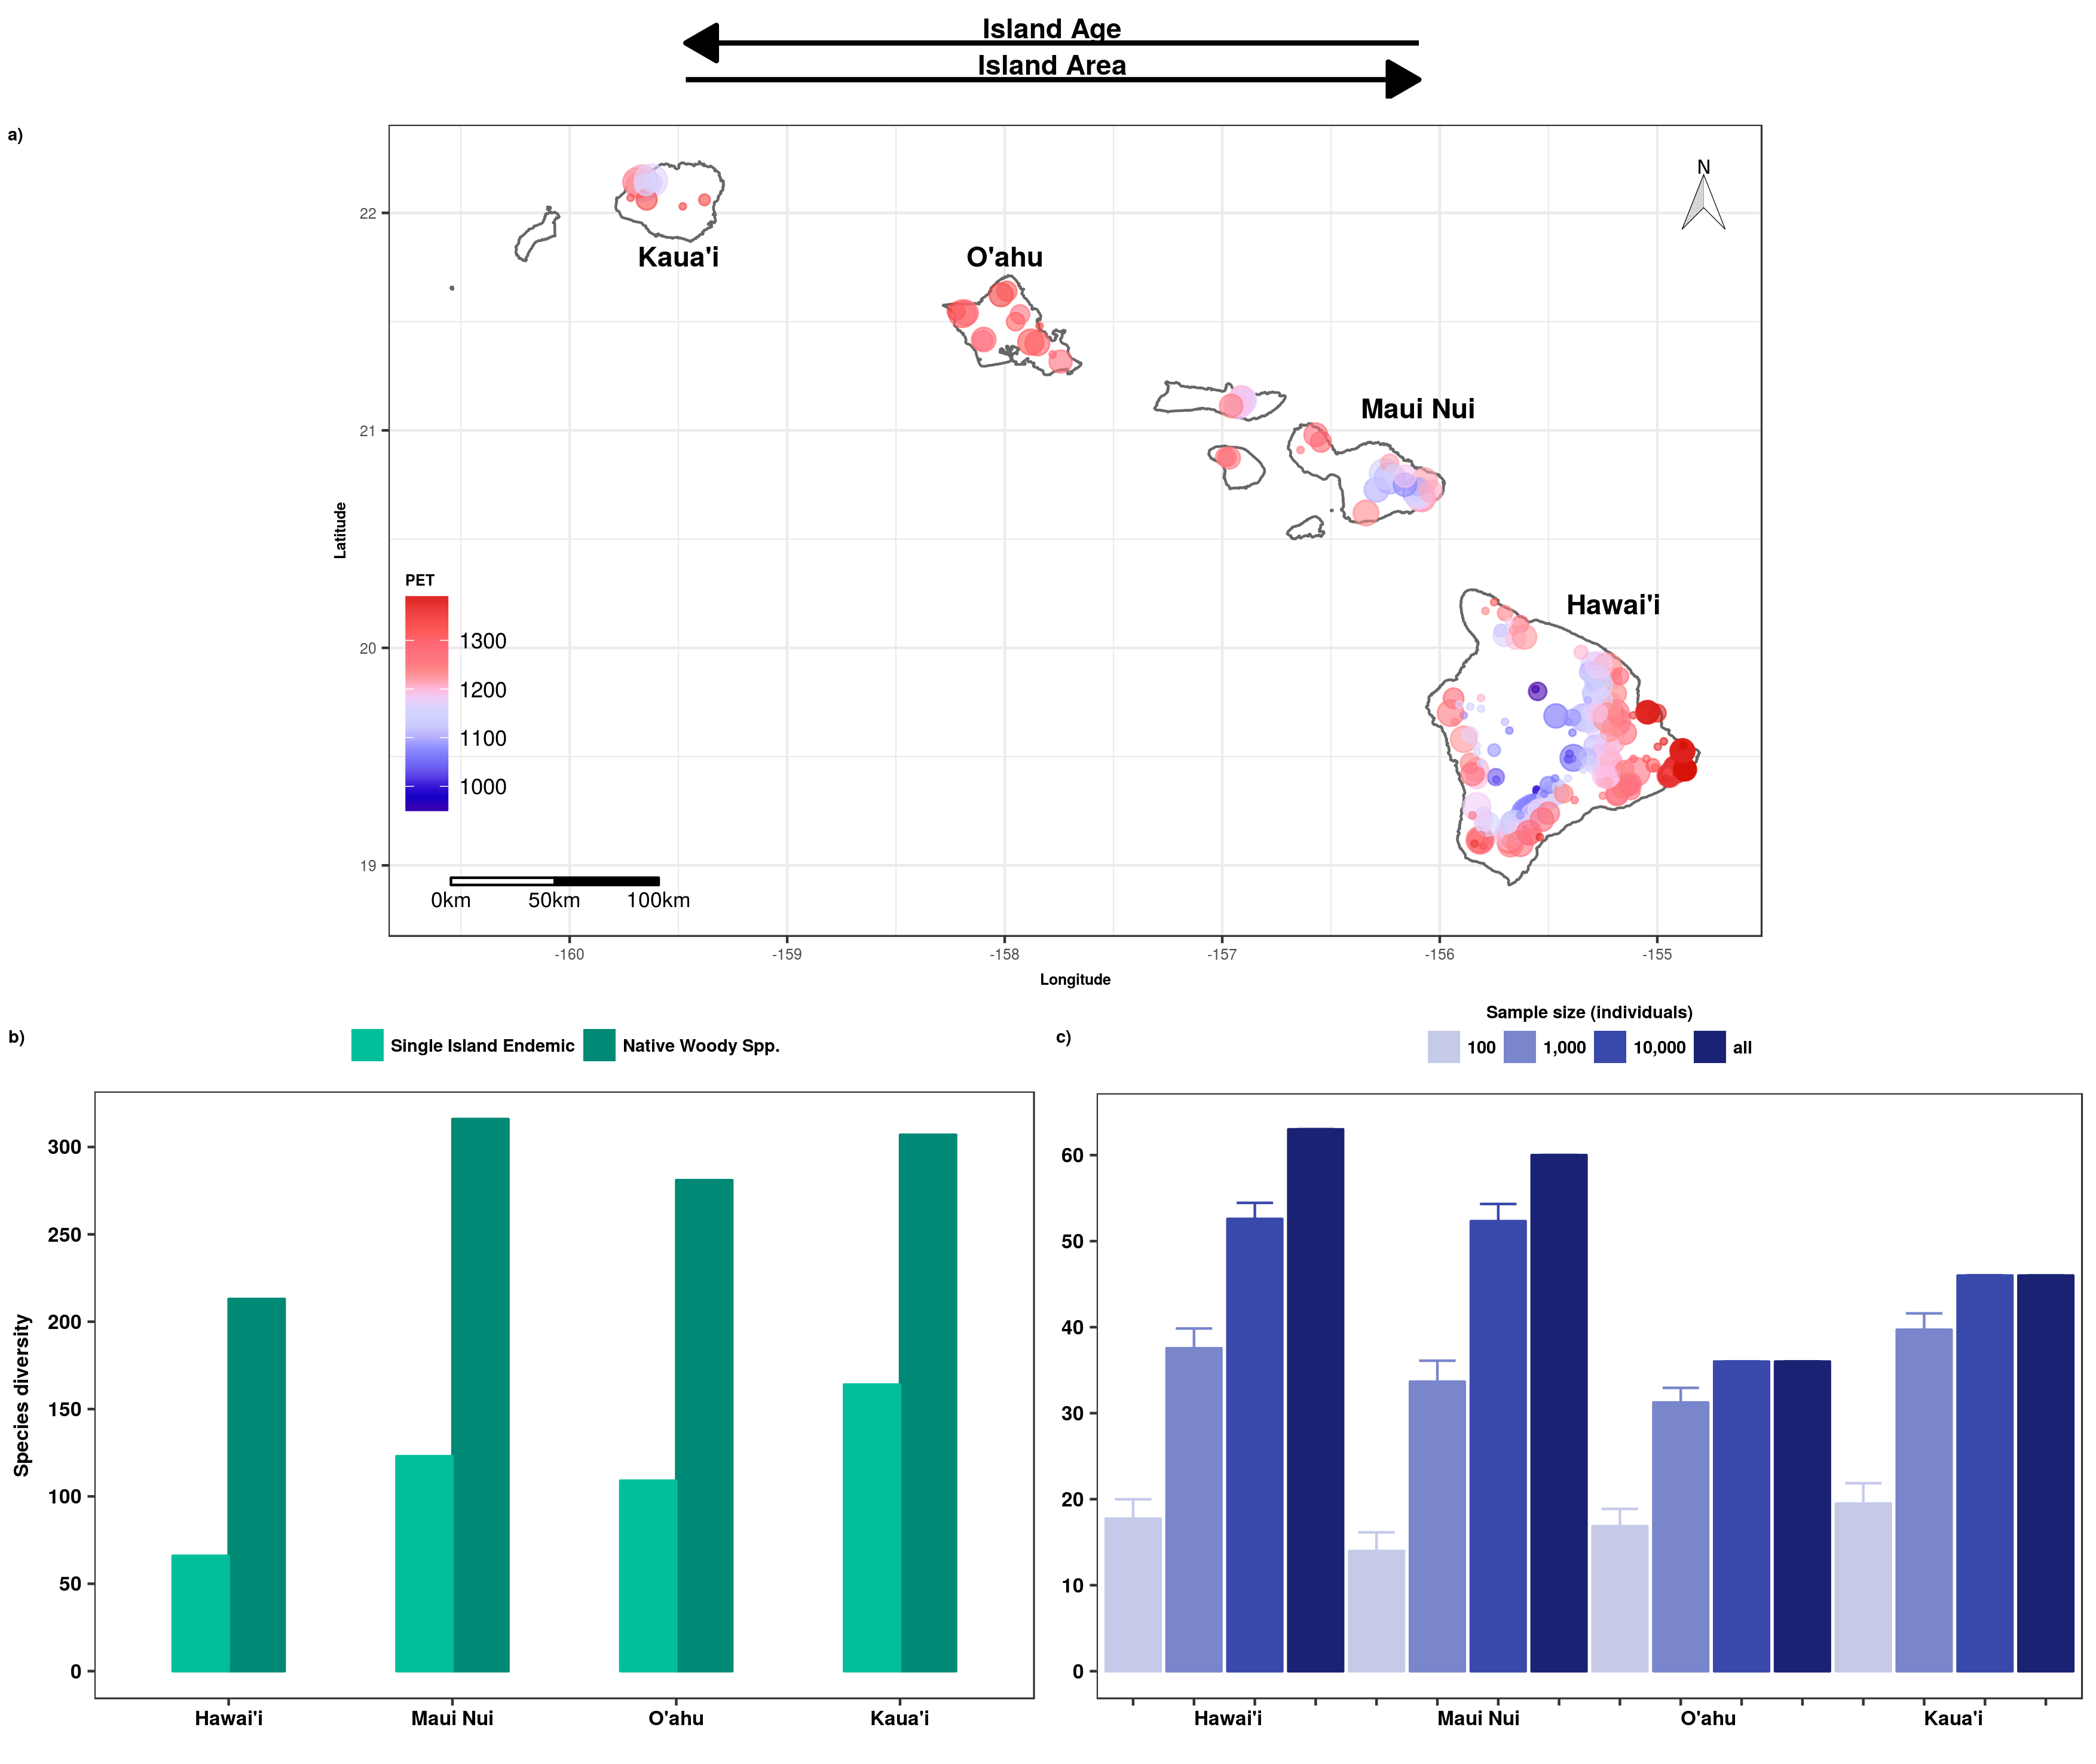 Island Age
Island Area
a)
N
Kaua'i
O'ahu
Maui Nui
Hawai'i
Latitude
22
21
20
19
PET
1300
1200
1100
1000
0km 50km 100km
-160 -159 -158 -157 -156 -155
Longitude
b)
Single Island Endemic Native Woody Spp.
Species diversity
300
250
200
150
100
50
0
Hawai'i Maui Nui O'ahu Kaua'i
c)
Sample size (individuals)
100 1,000 10,000 all
60
50
40
30
20
10
0
Hawai'i Maui Nui O'ahu Kaua'i